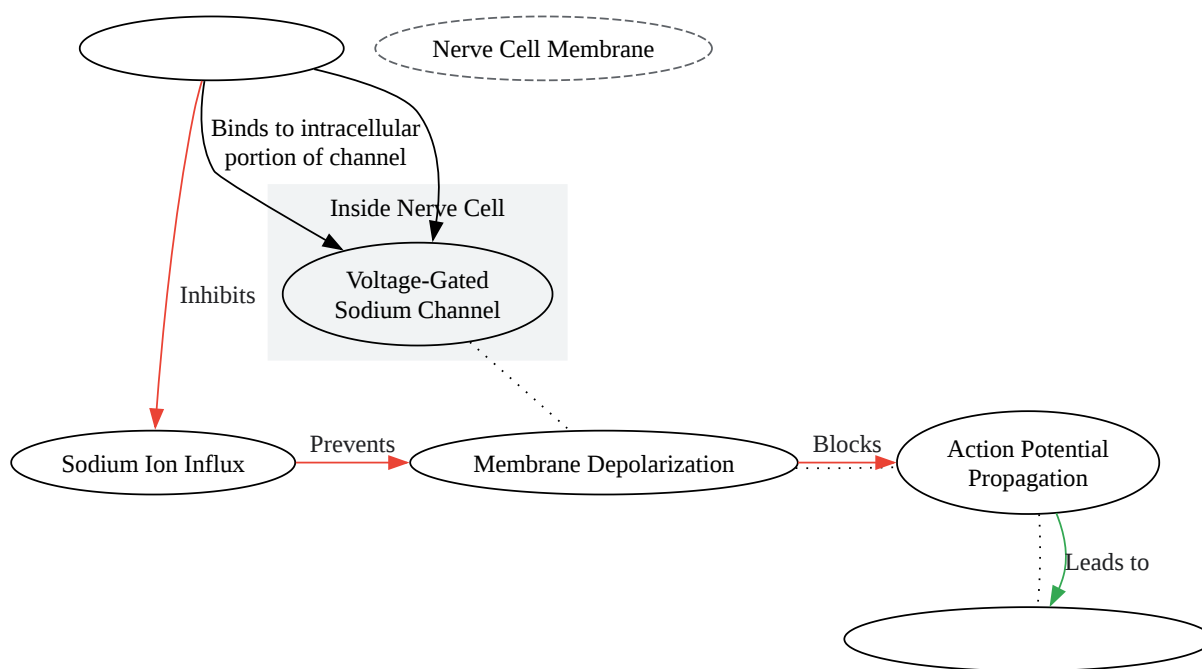 Nerve Cell Membrane
Binds to intracellular
portion of channel
Inside Nerve Cell
Voltage-Gated
Sodium Channel
Inhibits
Sodium Ion Influx
Prevents
Membrane Depolarization
Blocks
Action Potential
Propagation
Leads to